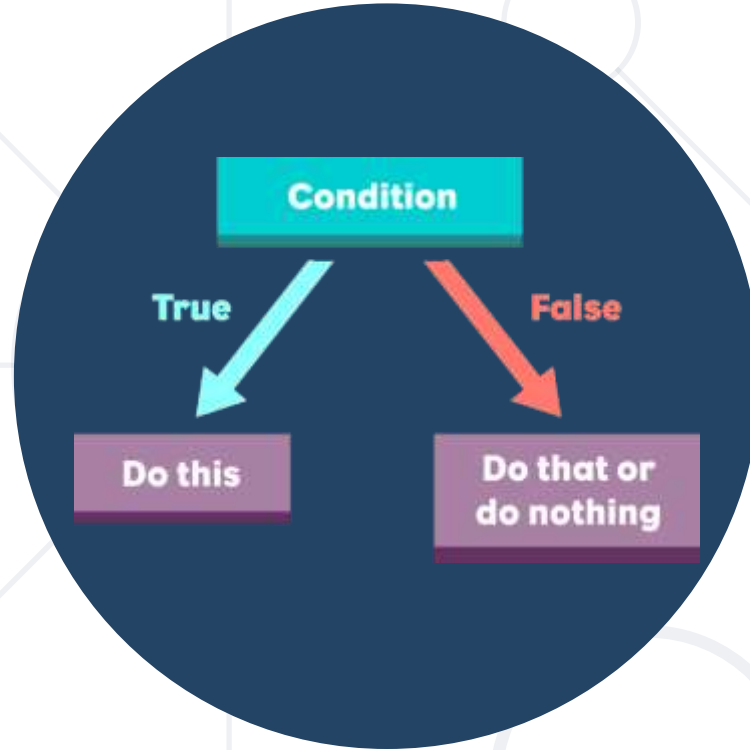 Condition
True
False
Do this
Do that or
do nothing